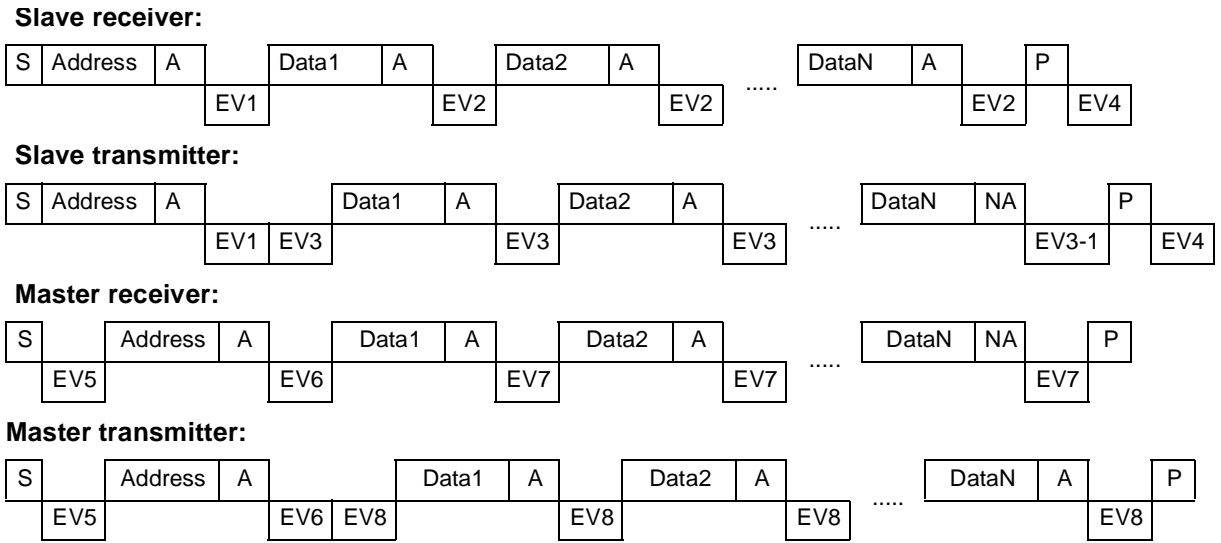 Slave receiver:
S Address A Data1 A Data2 A ..... DataN A P
EV1 EV2 EV2 EV2 EV4
Slave transmitter:
S Address A Data1 A Data2 A ..... DataN NA P
EV1 EV3 EV3 EV3 EV3-1 EV4
Master receiver:
S Address A Data1 A Data2 A ..... DataN NA P
EV5 EV6 EV7 EV7 EV7
Master transmitter:
S Address A Data1 A Data2 A ..... DataN A P
EV5 EV6 EV8 EV8 EV8 EV8